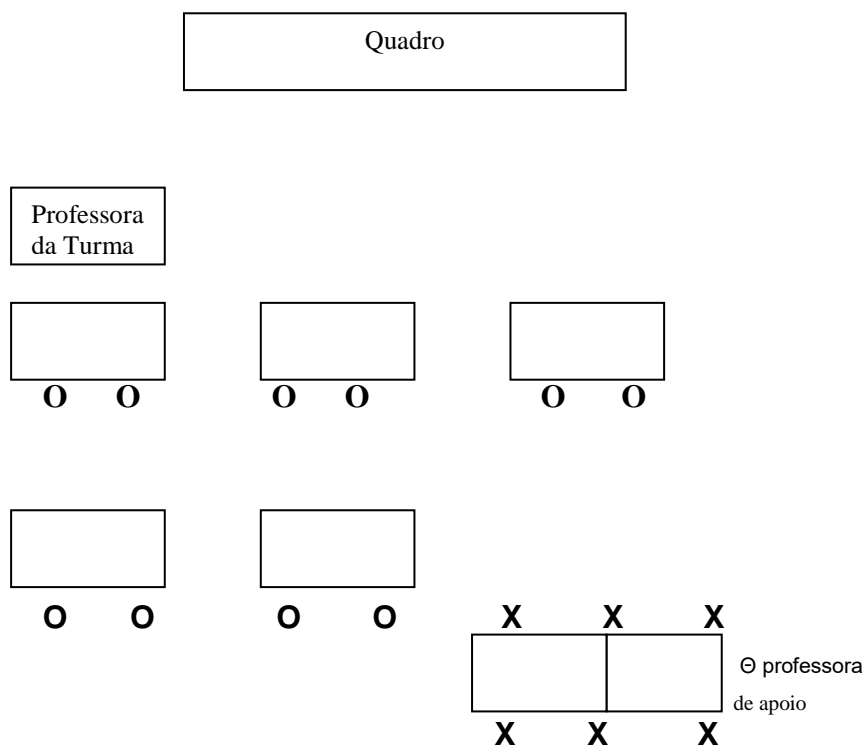 Quadro
Professora
da Turma
O O O O O O
O O O O
X X X
Θ professora
de apoio
X X X